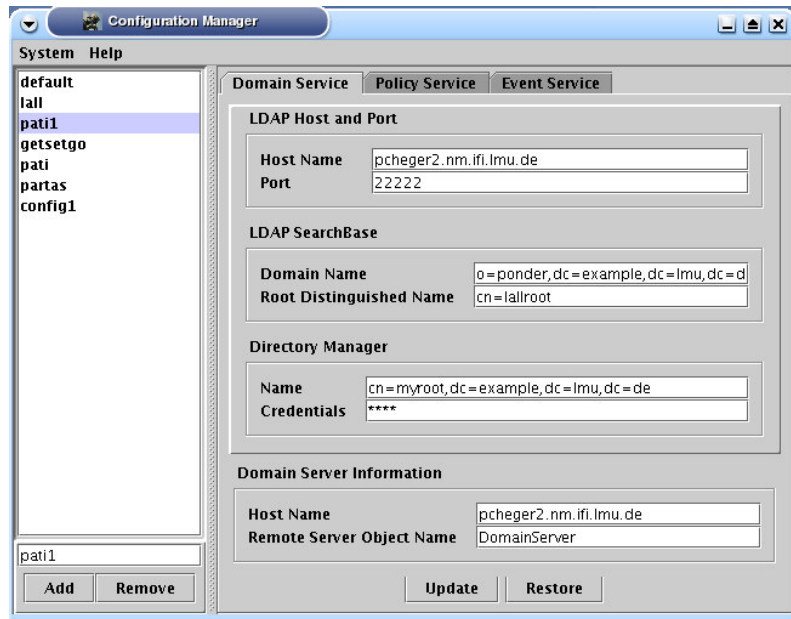 Configuration Manager
System Help
default
lall
pati1
getsetgo
pati
partas
config1
pati1
Add Remove
Domain Service Policy Service Event Service
LDAP Host and Port
Host Name pcheger2.nm.ifi.lmu.de
Port 22222
LDAP SearchBase
Domain Name o=ponder,dc=example,dc=lmu,dc=d
Root Distinguished Name cn=lallroot
Directory Manager
Name cn=myroot,dc=example,dc=lmu,dc=de
Credentials ****
Domain Server Information
Host Name pcheger2.nm.ifi.lmu.de
Remote Server Object Name DomainServer
Update Restore